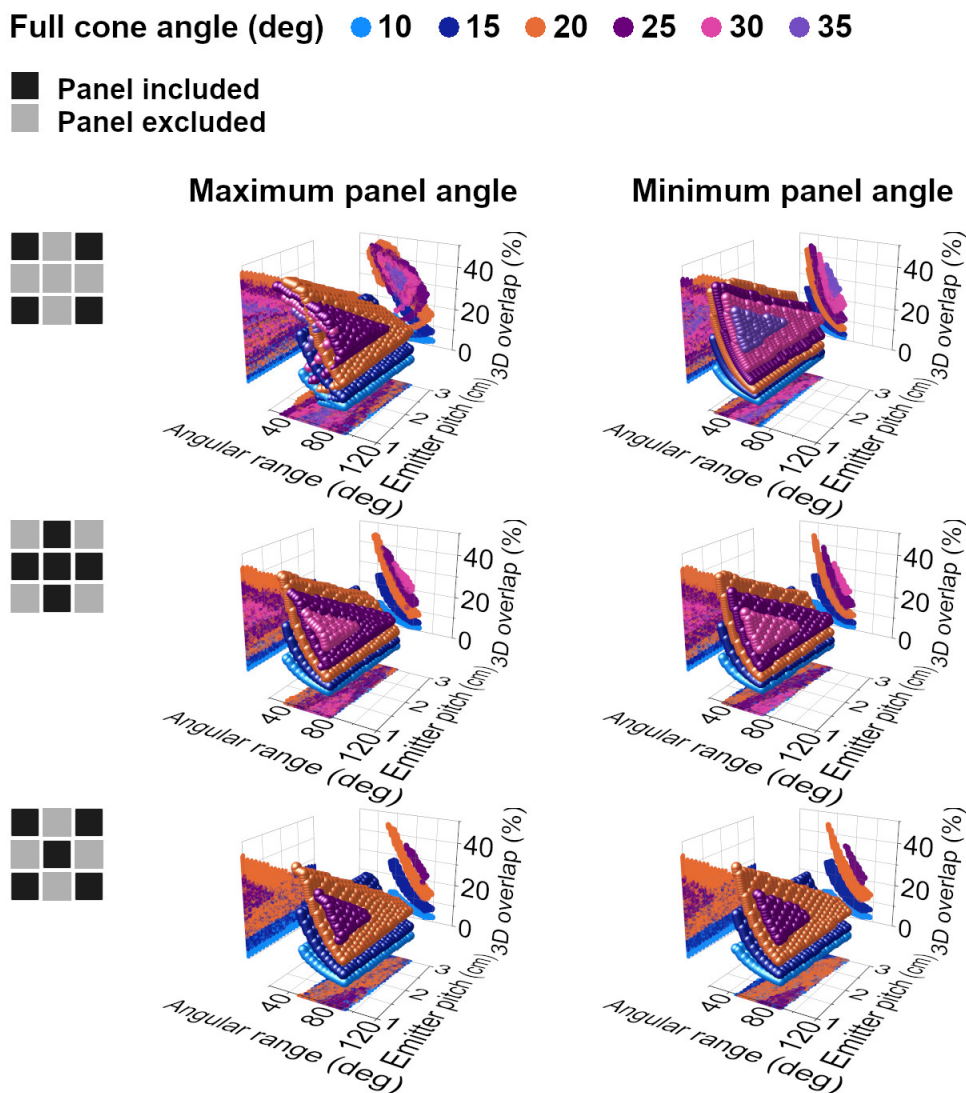 Full cone angle (deg) 10 15 20 25 30 35
Panel included
Panel excluded
Maximum panel angle Minimum panel angle
40
20
0
3D overlap (%)
3
2
1
Emitter pitch (cm)
40
80
120
Angular range (deg)
40
20
0
3D overlap (%)
3
2
1
Emitter pitch (cm)
40
80
120
Angular range (deg)
40
20
0
3D overlap (%)
3
2
1
Emitter pitch (cm)
40
80
120
Angular range (deg)
40
20
0
3D overlap (%)
3
2
1
Emitter pitch (cm)
40
80
120
Angular range (deg)
40
20
0
3D overlap (%)
3
2
1
Emitter pitch (cm)
40
80
120
Angular range (deg)
40
20
0
3D overlap (%)
3
2
1
Emitter pitch (cm)
40
80
120
Angular range (deg)